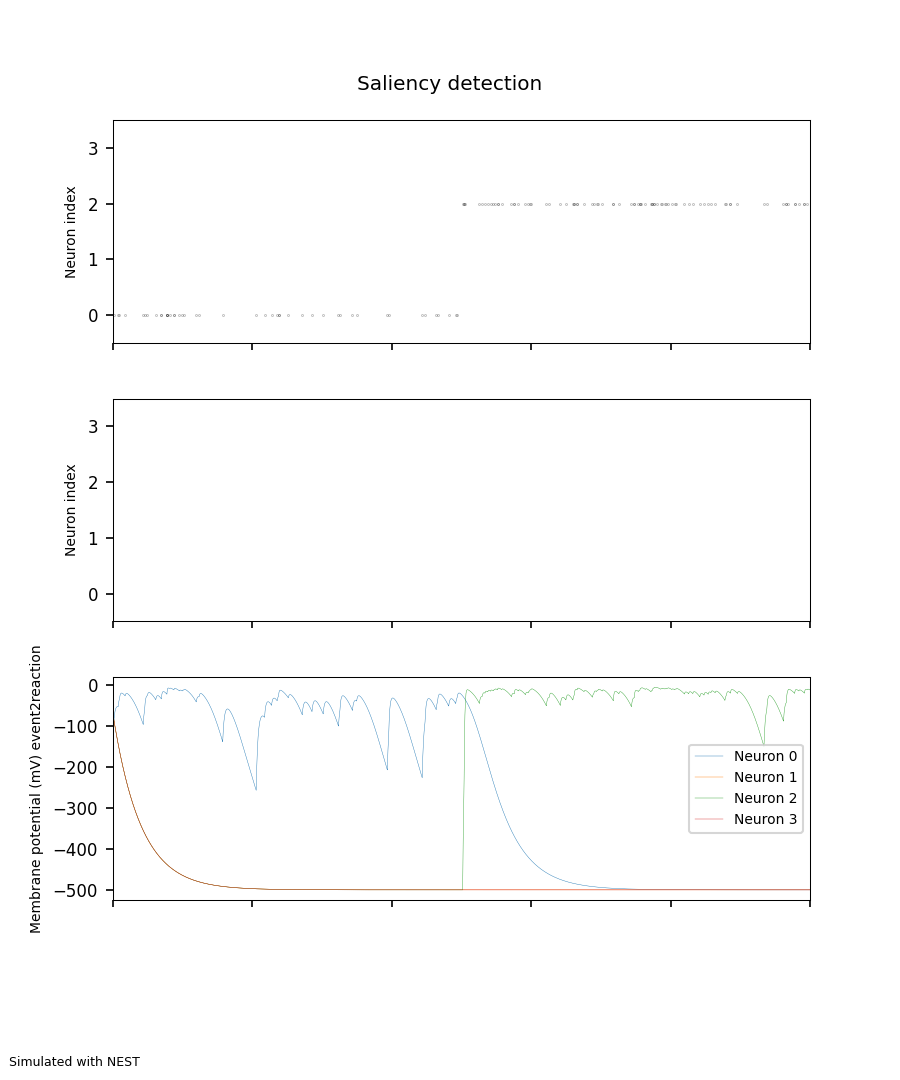 Saliency detection
3
2
1
0
Neuron index
3
2
1
0
Neuron index
0
−100
−200
−300
−400
−500
Membrane potential (mV) event2reaction
Neuron 0
Neuron 1
Neuron 2
Neuron 3
Simulated with NEST